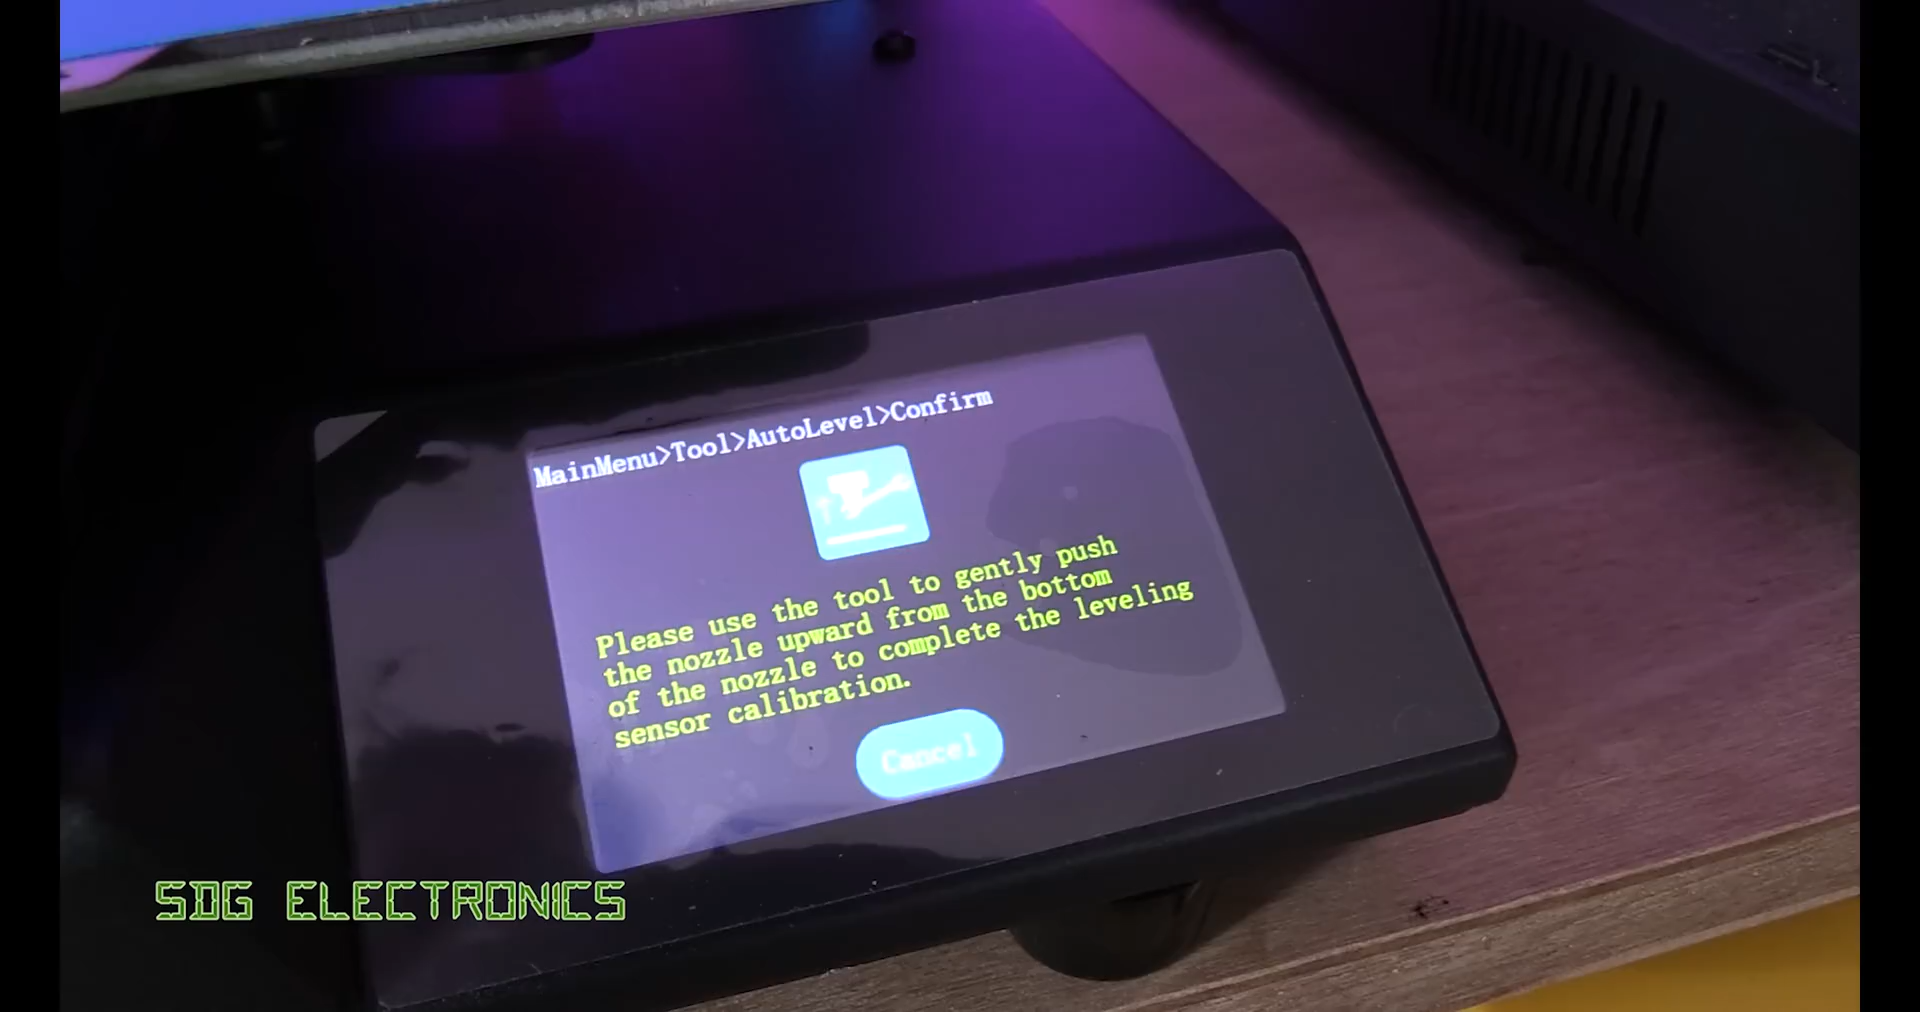 MainMenu>Tool>AutoLevel>Confirm
Please use the tool to gently push
the nozzle upward from the bottom
of the nozzle to complete the leveling
sensor calibration.
Cancel
SDG ELECTRONICS